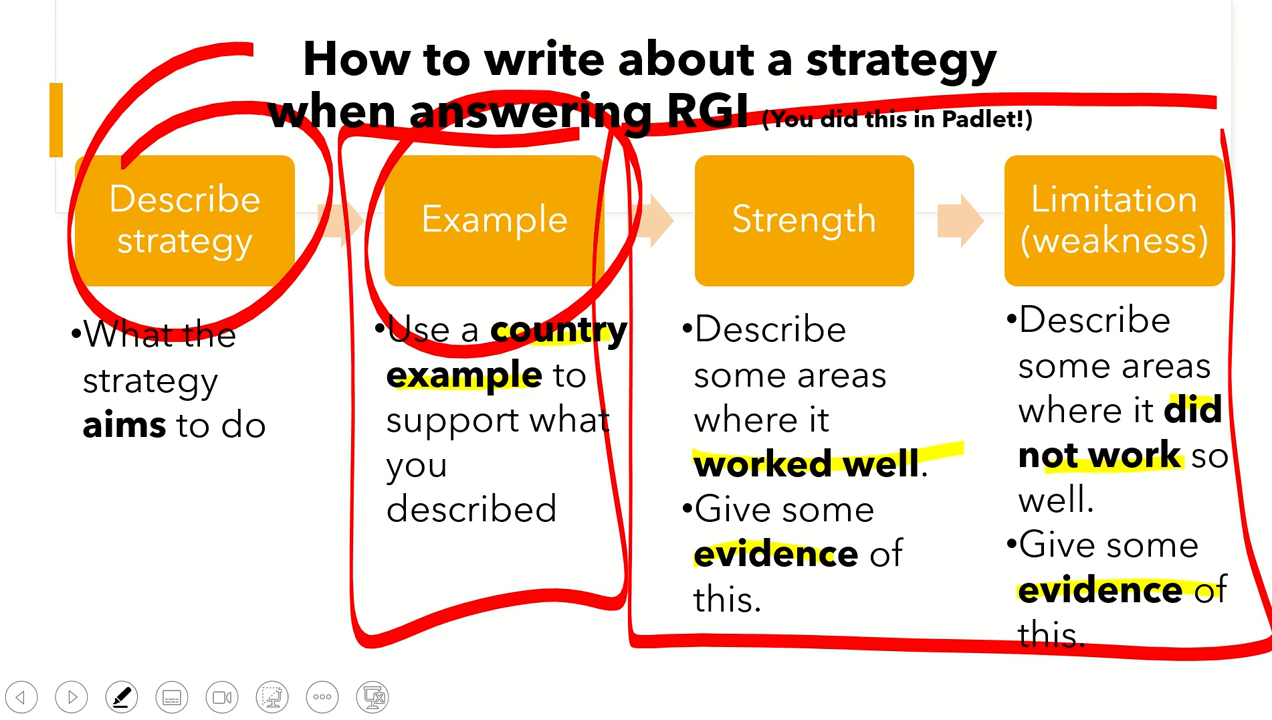 How to write about a strategy
when answering RGI (You did this in Padlet!)
Describe
strategy
Example
Strength
Limitation
(weakness)
•What the
strategy
aims to do
•Use a country
example to
support what
you
described
•Describe
some areas
where it
worked well.
•Give some
evidence of
this.
•Describe
some areas
where it did
not work so
well.
•Give some
evidence of
this.